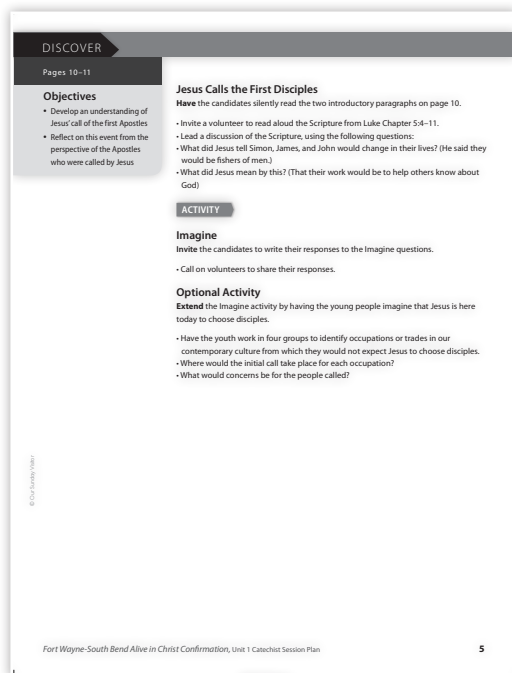 DISCOVER
Pages 10–11
Objectives
• Develop an understanding of
Jesus' call of the first Apostles
• Reflect on this event from the
perspective of the Apostles
who were called by Jesus
Jesus Calls the First Disciples
Have the candidates silently read the two introductory paragraphs on page 10.
• Invite a volunteer to read aloud the Scripture from Luke Chapter 5:4–11.
• Lead a discussion of the Scripture, using the following questions:
• What did Jesus tell Simon, James, and John would change in their lives? (He said they
would be fishers of men.)
• What did Jesus mean by this? (That their work would be to help others know about
God)
ACTIVITY
Imagine
Invite the candidates to write their responses to the Imagine questions.
• Call on volunteers to share their responses.
Optional Activity
Extend the Imagine activity by having the young people imagine that Jesus is here
today to choose disciples.
• Have the youth work in four groups to identify occupations or trades in our
contemporary culture from which they would not expect Jesus to choose disciples.
• Where would the initial call take place for each occupation?
• What would concerns be for the people called?
© Our Sunday Visitor
Fort Wayne-South Bend Alive in Christ Confirmation, Unit 1 Catechist Session Plan
5